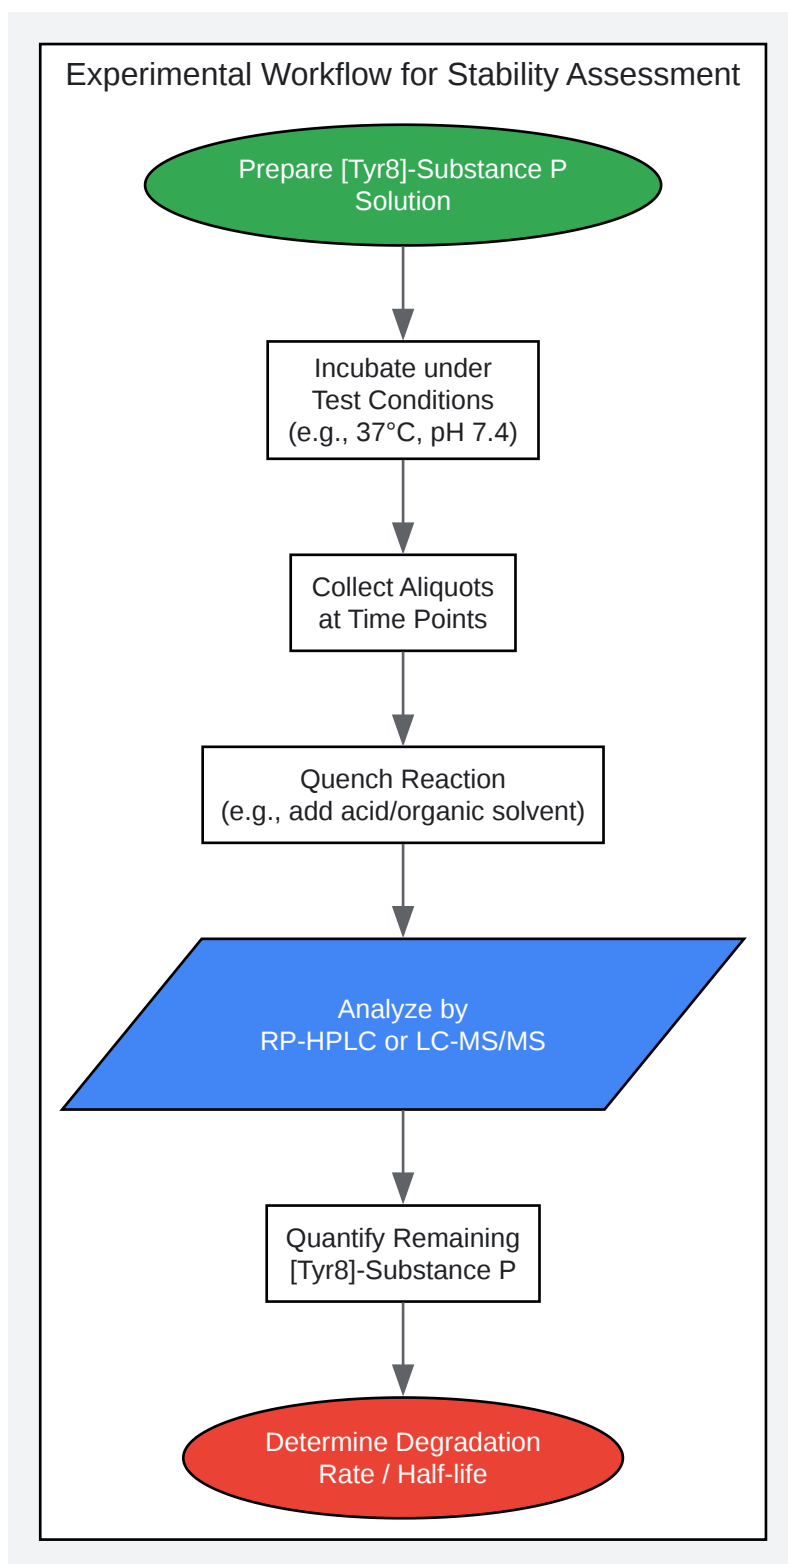 Experimental Workflow for Stability Assessment
Prepare [Tyr8]-Substance P
Solution
Incubate under
Test Conditions
(e.g., 37°C, pH 7.4)
Collect Aliquots
at Time Points
Quench Reaction
(e.g., add acid/organic solvent)
Analyze by
RP-HPLC or LC-MS/MS
Quantify Remaining
[Tyr8]-Substance P
Determine Degradation
Rate / Half-life